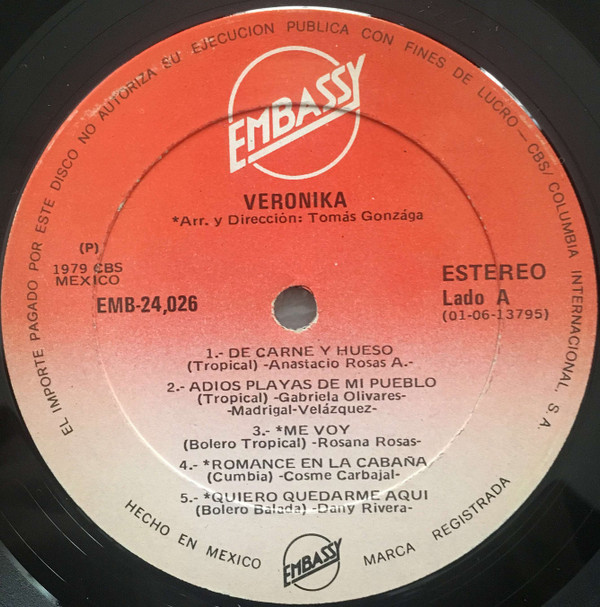 EL IMPORTE PAGADO POR ESTE DISCO NO AUTORIZA SU EJECUCION PUBLICA CON FINES DE LUCRO — CBS/COLUMBIA INTERNACIONAL, S.A.
EMBASSY
VERONIKA
*Arr. y Dirección: Tomás Gonzága
(P)
1979 CBS
MEXICO
EMB-24,026
ESTEREO
Lado A
(01-06-13795)
1.- DE CARNE Y HUESO
(Tropical) -Anastacio Rosas A.-
2.- ADIOS PLAYAS DE MI PUEBLO
(Tropical) -Gabriela Olivares-
-Madrigal-Velázquez-
3.- *ME VOY
(Bolero Tropical) -Rosana Rosas-
4.- *ROMANCE EN LA CABAÑA
(Cumbia) -Cosme Carbajal-
5.- *QUIERO QUEDARME AQUI
(Bolero Balada) -Dany Rivera-
HECHO EN MEXICO
EMBASSY
MARCA REGISTRADA